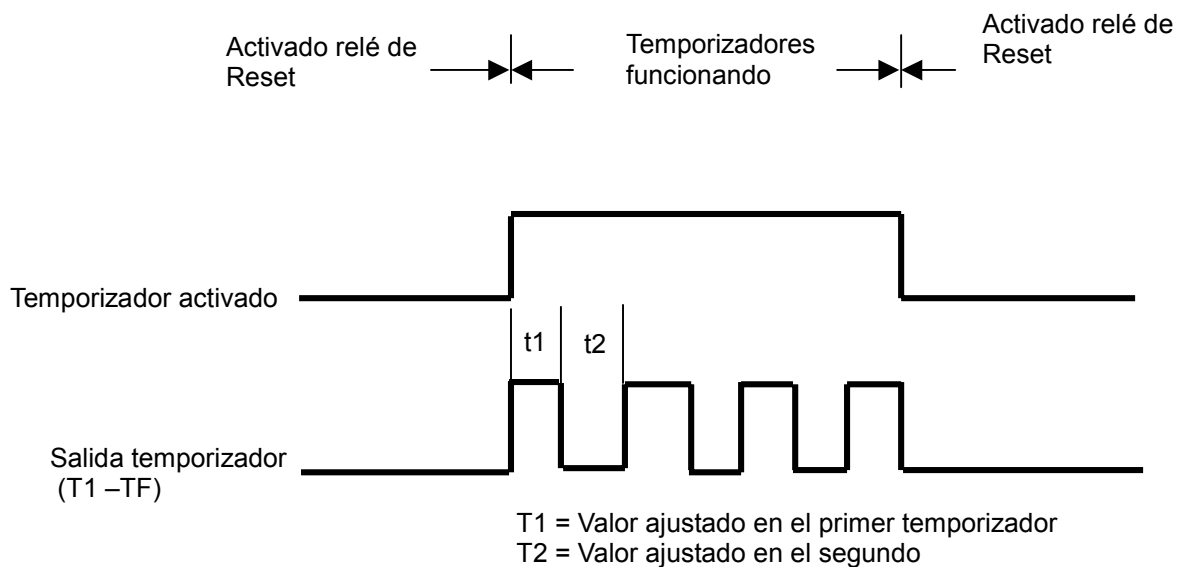 Activado relé de
Reset
Temporizadores
funcionando
Activado relé de
Reset
Temporizador activado
t1
t2
Salida temporizador
(T1 –TF)
T1 = Valor ajustado en el primer temporizador
T2 = Valor ajustado en el segundo